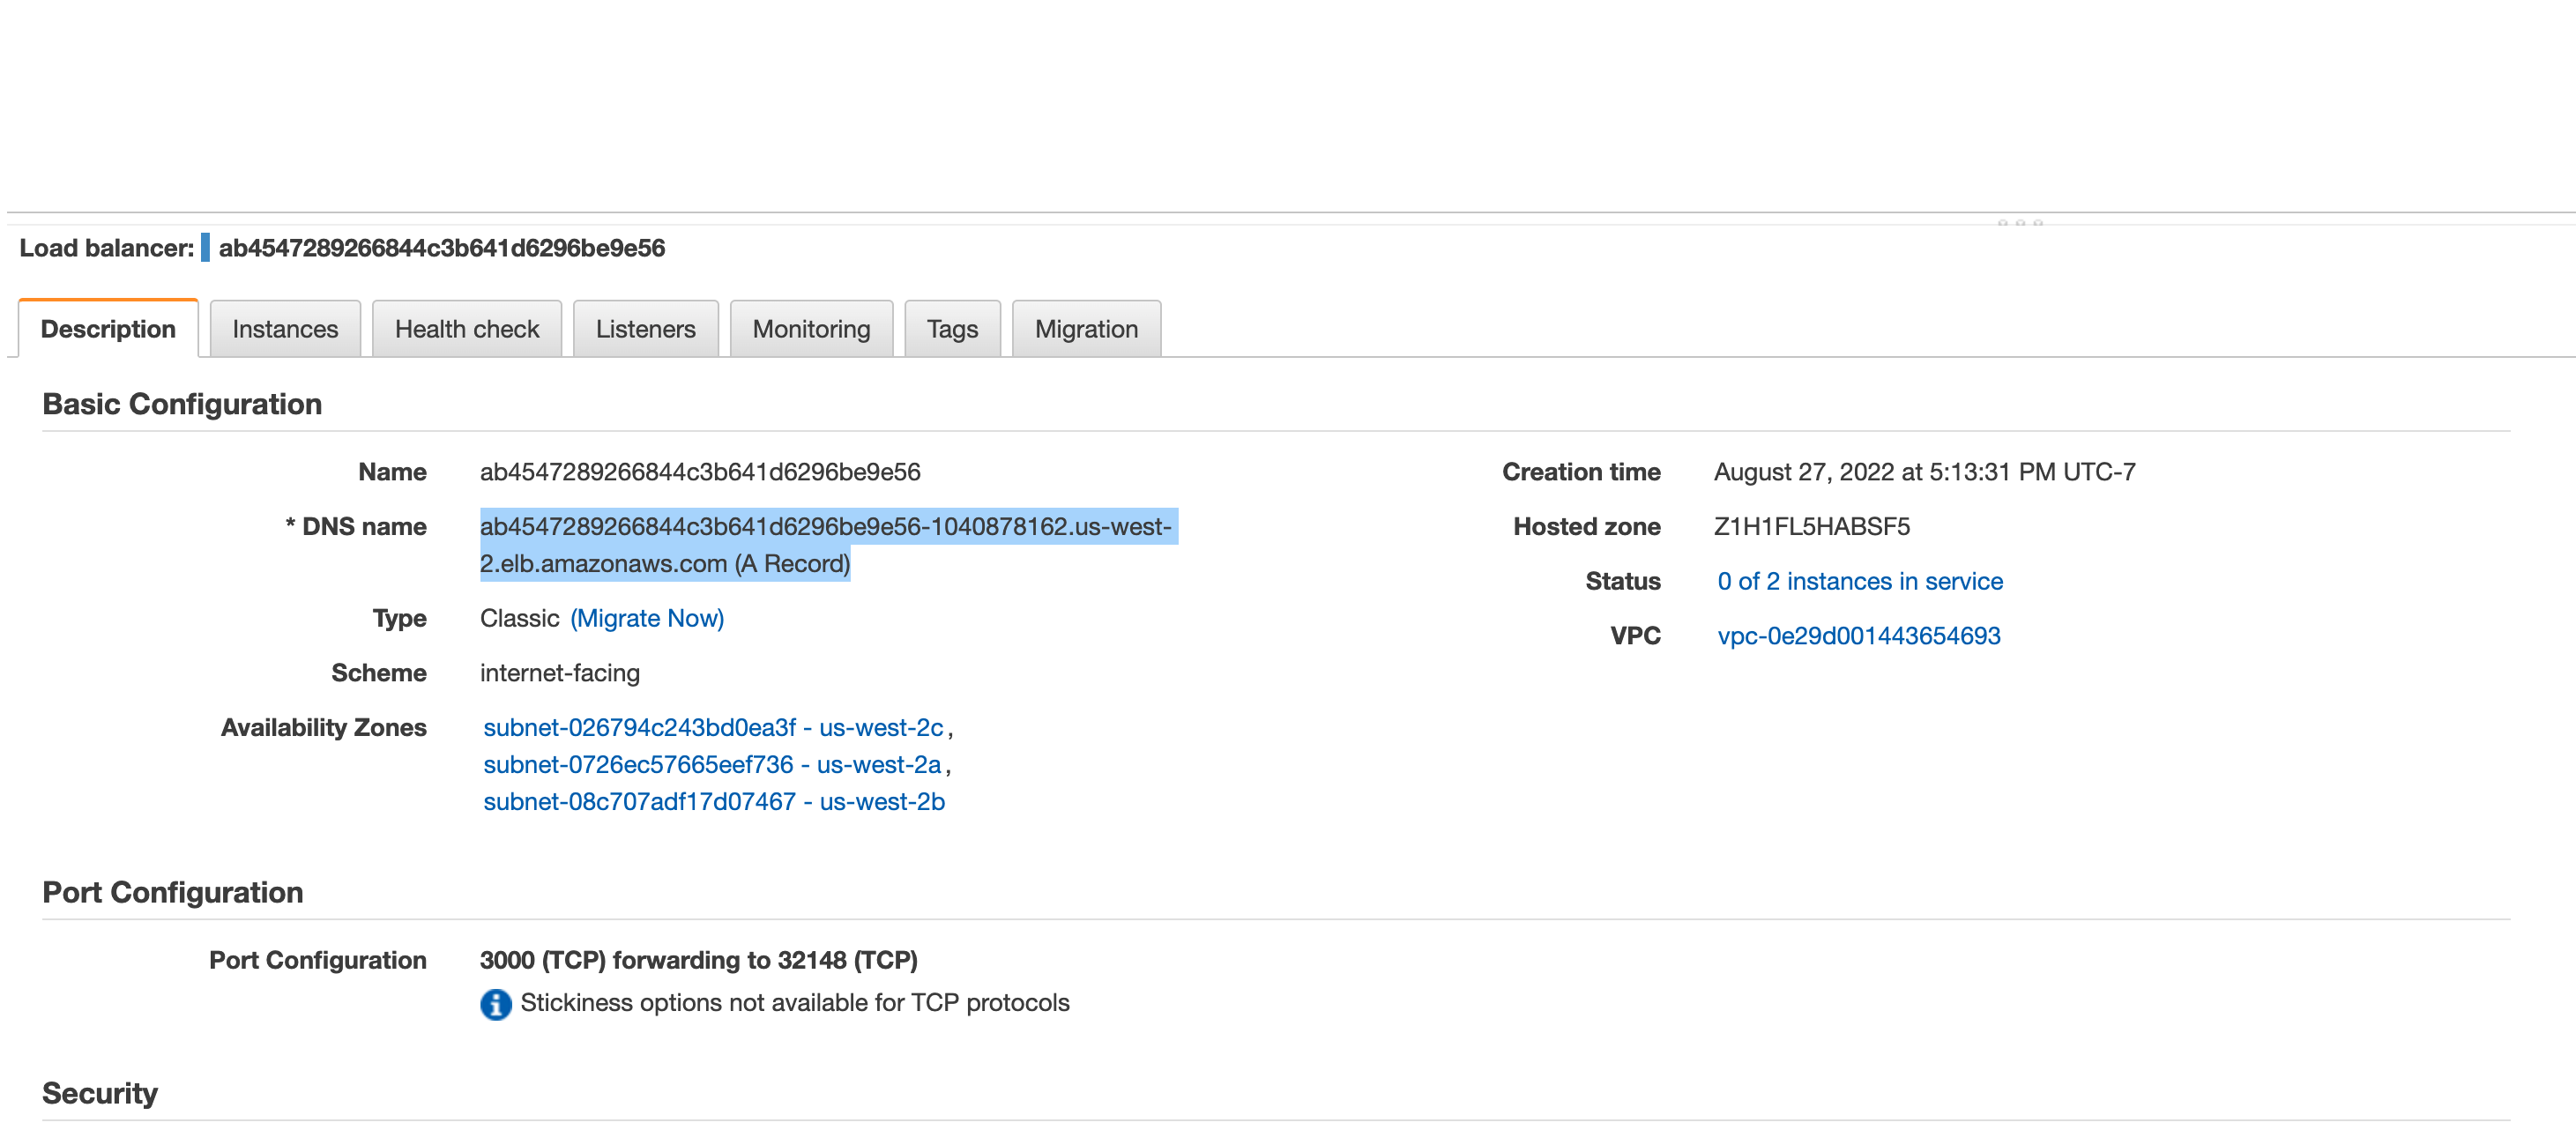 Load balancer: ab4547289266844c3b641d6296be9e56
Description Instances Health check Listeners Monitoring Tags Migration
Basic Configuration
Name ab4547289266844c3b641d6296be9e56
* DNS name ab4547289266844c3b641d6296be9e56-1040878162.us-west-
2.elb.amazonaws.com (A Record)
Type Classic (Migrate Now)
Scheme internet-facing
Availability Zones subnet-026794c243bd0ea3f - us-west-2c,
subnet-0726ec57665eef736 - us-west-2a,
subnet-08c707adf17d07467 - us-west-2b
Creation time August 27, 2022 at 5:13:31 PM UTC-7
Hosted zone Z1H1FL5HABSF5
Status 0 of 2 instances in service
VPC vpc-0e29d001443654693
Port Configuration
Port Configuration 3000 (TCP) forwarding to 32148 (TCP)
Stickiness options not available for TCP protocols
Security